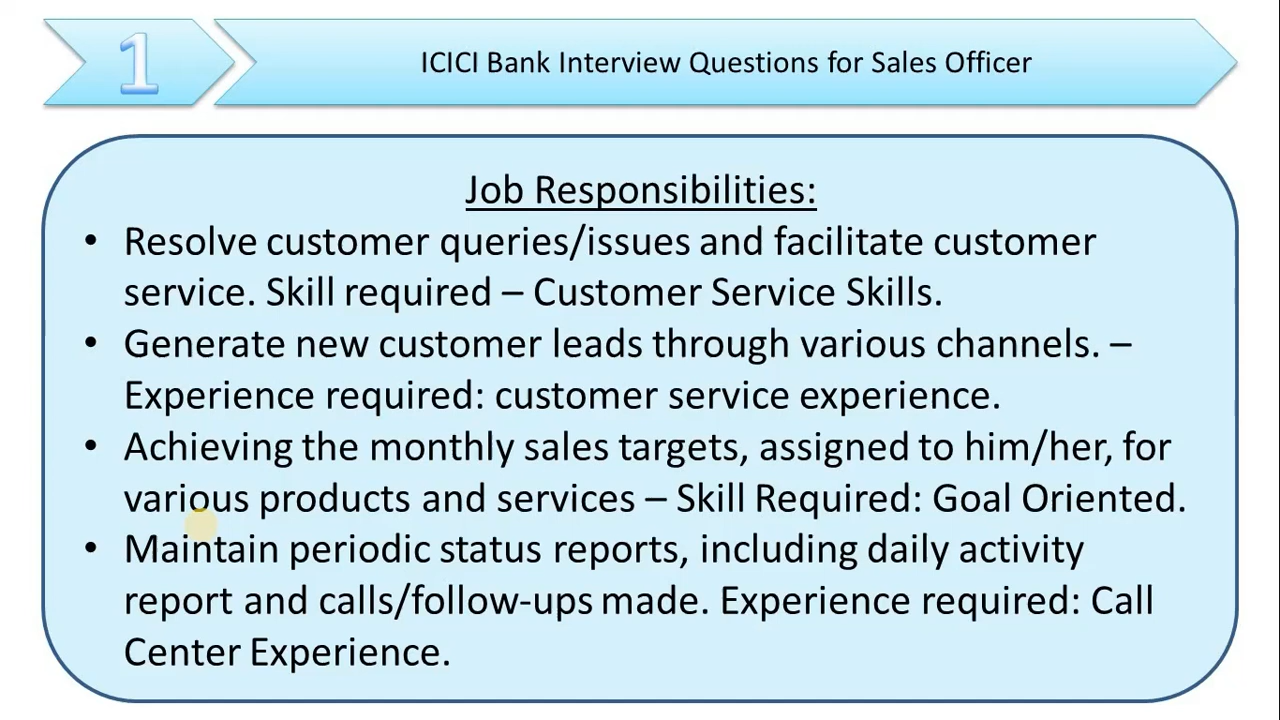 1
ICICI Bank Interview Questions for Sales Officer
Job Responsibilities:
• Resolve customer queries/issues and facilitate customer
service. Skill required – Customer Service Skills.
• Generate new customer leads through various channels. –
Experience required: customer service experience.
• Achieving the monthly sales targets, assigned to him/her, for
various products and services – Skill Required: Goal Oriented.
• Maintain periodic status reports, including daily activity
report and calls/follow-ups made. Experience required: Call
Center Experience.